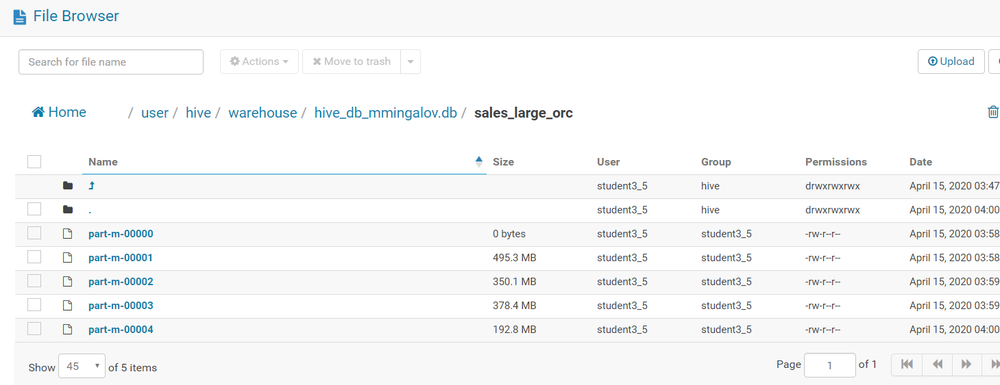 File Browser
Search for file name Actions Move to trash Upload
Home / user / hive / warehouse / hive_db_mmingalov.db / sales_large_orc
Name Size User Group Permissions Date
student3_5 hive drwxrwxrwx April 15, 2020 03:47
. student3_5 hive drwxrwxrwx April 15, 2020 04:00
part-m-00000 0 bytes student3_5 student3_5 -rw-r--r-- April 15, 2020 03:58
part-m-00001 495.3 MB student3_5 student3_5 -rw-r--r-- April 15, 2020 03:58
part-m-00002 350.1 MB student3_5 student3_5 -rw-r--r-- April 15, 2020 03:59
part-m-00003 378.4 MB student3_5 student3_5 -rw-r--r-- April 15, 2020 03:59
part-m-00004 192.8 MB student3_5 student3_5 -rw-r--r-- April 15, 2020 04:00
Show 45 of 5 items Page 1 of 1